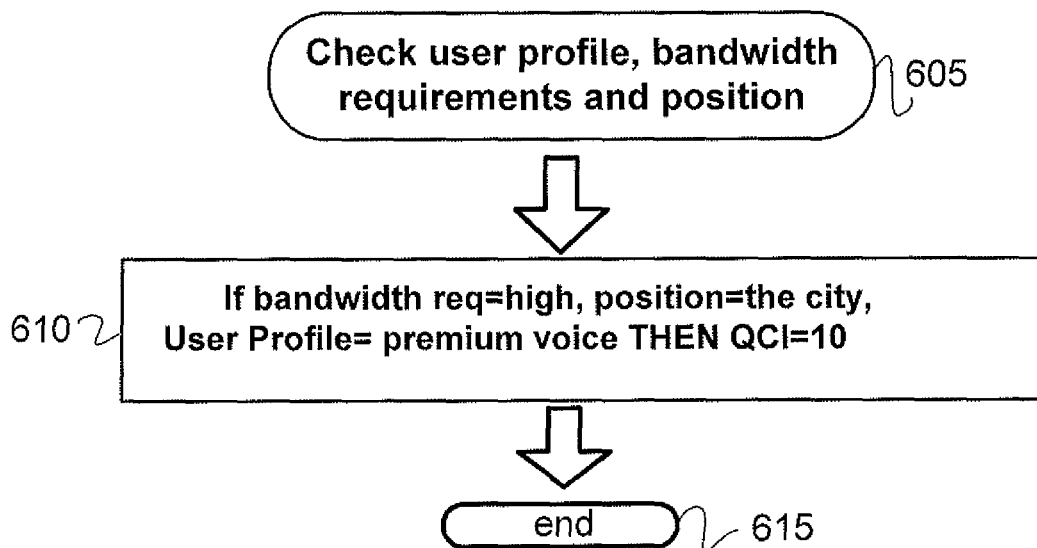 Check user profile, bandwidth
requirements and position
605
If bandwidth req=high, position=the city,
User Profile= premium voice THEN QCI=10
610
end
615